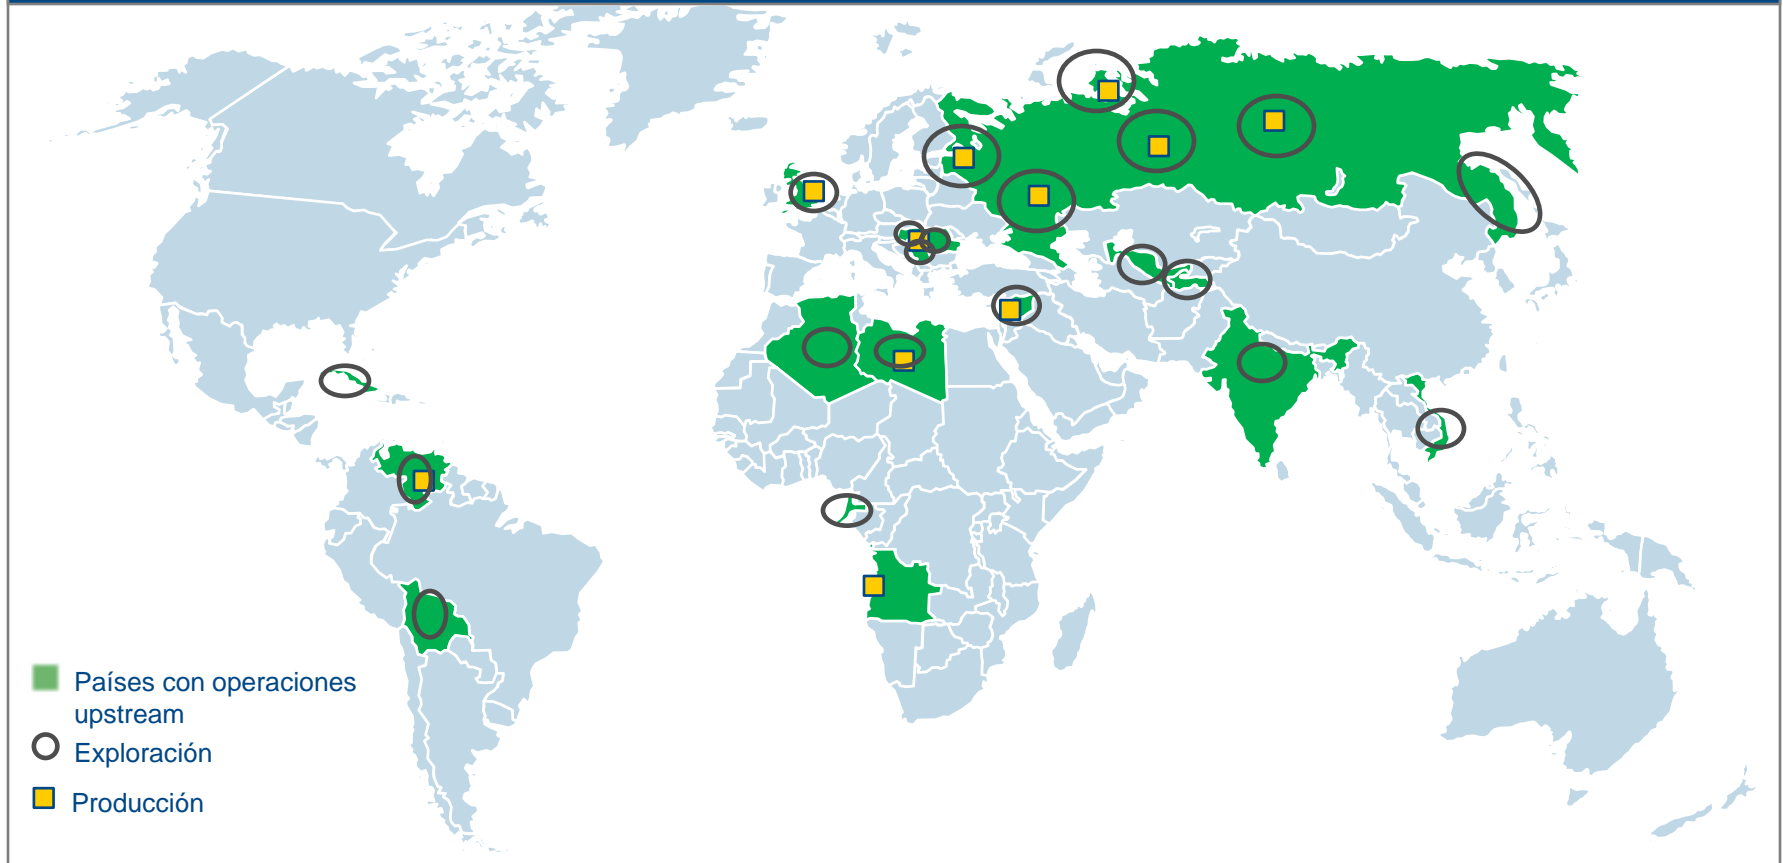 Países con operaciones
upstream
Exploración
Producción